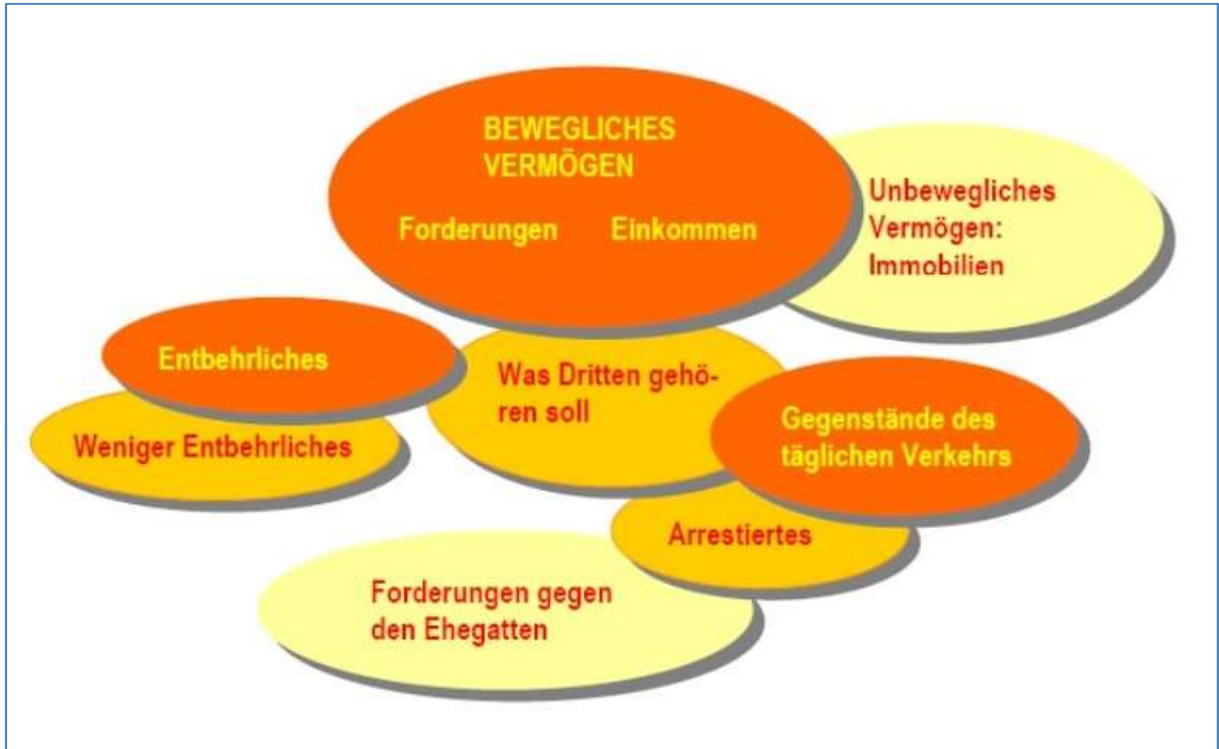 BEWEGLICHES
VERMÖGEN
Forderungen Einkommen
Unbewegliches
Vermögen:
Immobilien
Entbehrliches
Weniger Entbehrliches
Was Dritten gehö-
ren soll
Gegenstände des
täglichen Verkehrs
Arrestiertes
Forderungen gegen
den Ehegatten